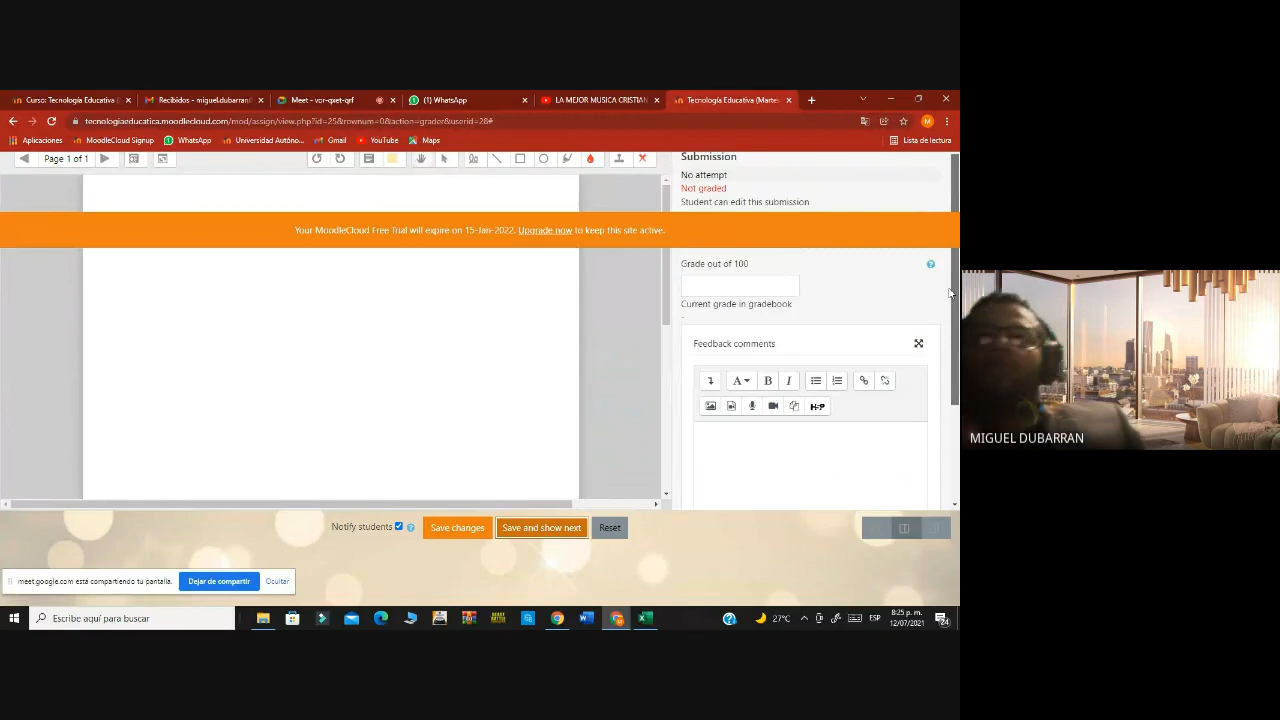 Curso: Tecnología Educativa (
Recibidos - miguel.dubarran
Meet - vor-qxet-qrf
(1) WhatsApp
LA MEJOR MUSICA CRISTIAN
Tecnología Educativa (Martes
tecnologiaeducatica.moodlecloud.com/mod/assign/view.php?id=25&rownum=0&action=grader&userid=28#
M
Aplicaciones
MoodleCloud Signup
WhatsApp
Universidad Autóno...
Gmail
YouTube
Maps
Lista de lectura
Page 1 of 1
Submission
No attempt
Not graded
Student can edit this submission
Your MoodleCloud Free Trial will expire on 15-Jan-2022. Upgrade now to keep this site active.
Grade out of 100
Current grade in gradebook
-
Feedback comments
A B I
H-P
Notify students
Save changes
Save and show next
Reset
MIGUEL DUBARRAN
meet.google.com está compartiendo tu pantalla.
Dejar de compartir
Ocultar
Escribe aquí para buscar
27°C
ESP
8:25 p. m.
12/07/2021
24